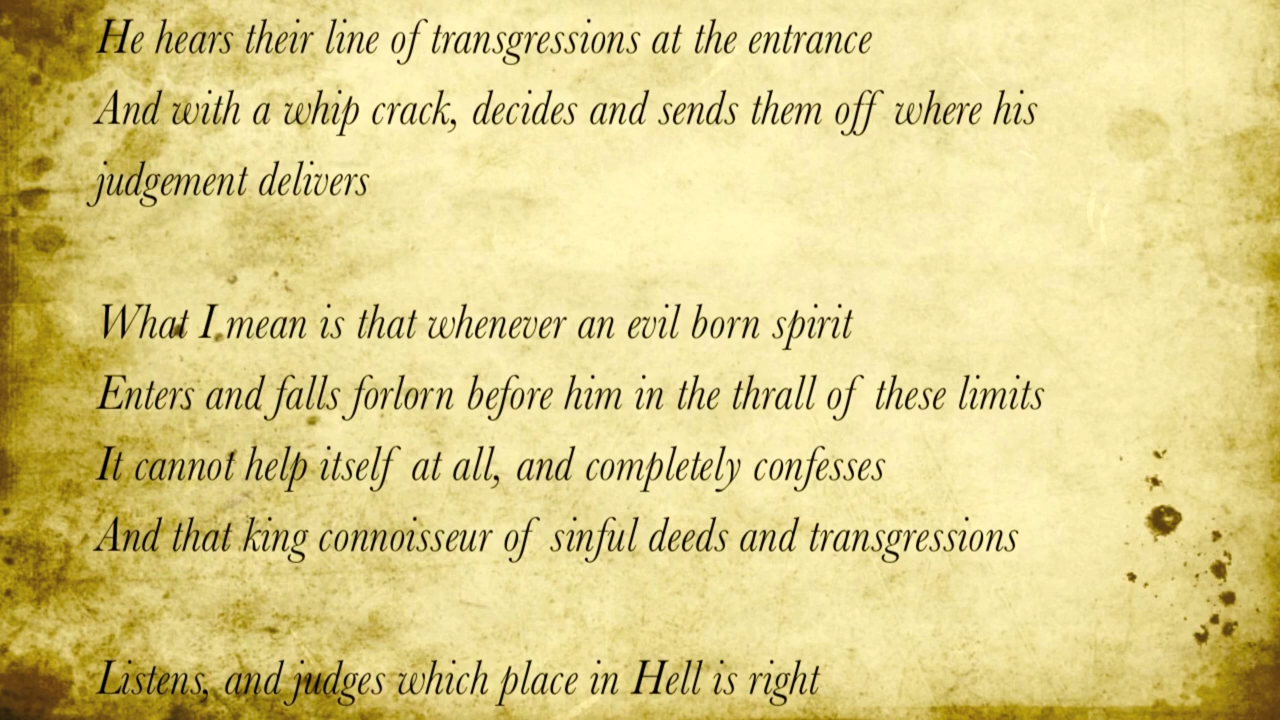 He hears their line of transgressions at the entrance
And with a whip crack, decides and sends them off where his
judgement delivers
What I mean is that whenever an evil born spirit
Enters and falls forlorn before him in the thrall of these limits
It cannot help itself at all, and completely confesses
And that king connoisseur of sinful deeds and transgressions
Listens, and judges which place in Hell is right